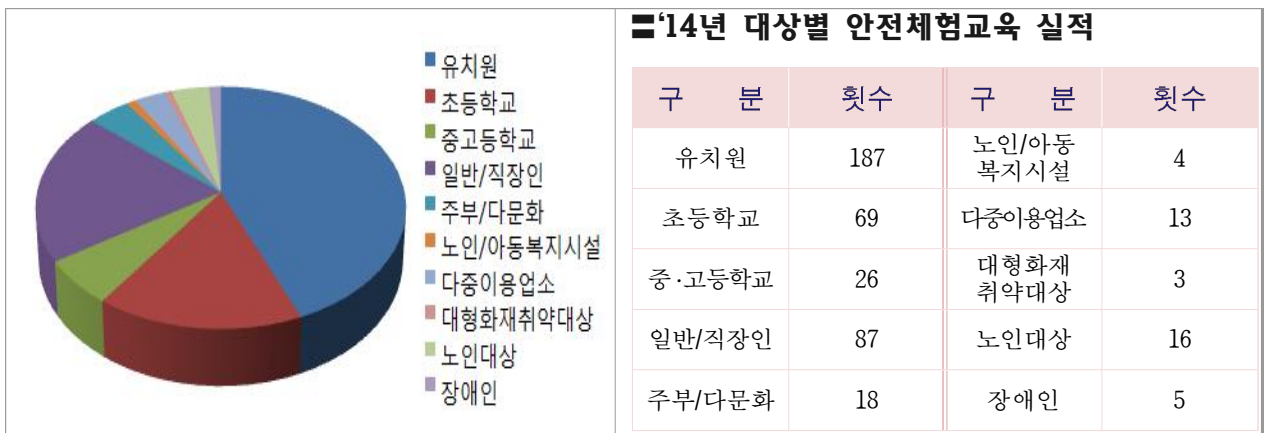 유치원
초등학교
중고등학교
일반/직장인
주부/다문화
노인/아동복지시설
다중이용업소
대형화재취약대상
노인대상
장애인
〓‘14년 대상별 안전체험교육 실적
구 분 횟수 구 분 횟수
유치원 187 노인/아동 복지시설 4
초등학교 69 다중이용업소 13
중·고등학교 26 대형화재 취약대상 3
일반/직장인 87 노인대상 16
주부/다문화 18 장애인 5